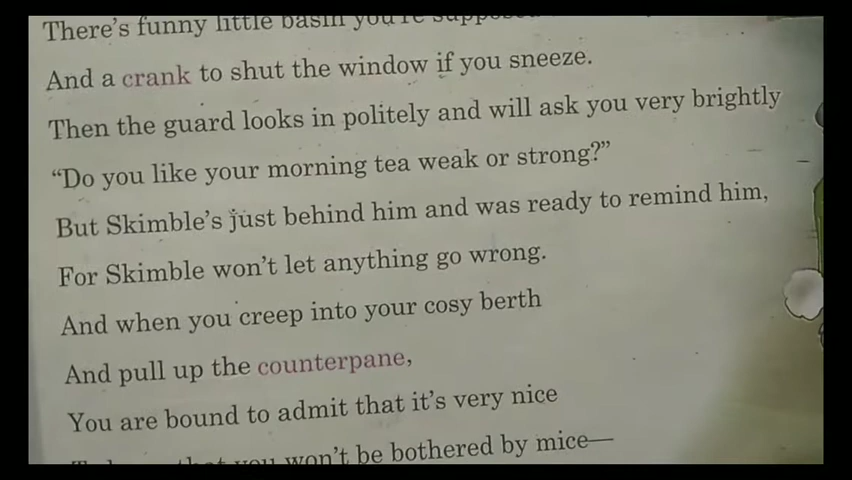 There's funny little basin you're supposed
And a crank to shut the window if you sneeze.
Then the guard looks in politely and will ask you very brightly
“Do you like your morning tea weak or strong?”
But Skimble's just behind him and was ready to remind him,
For Skimble won't let anything go wrong.
And when you creep into your cosy berth
And pull up the counterpane,
You are bound to admit that it's very nice
that you won't be bothered by mice—